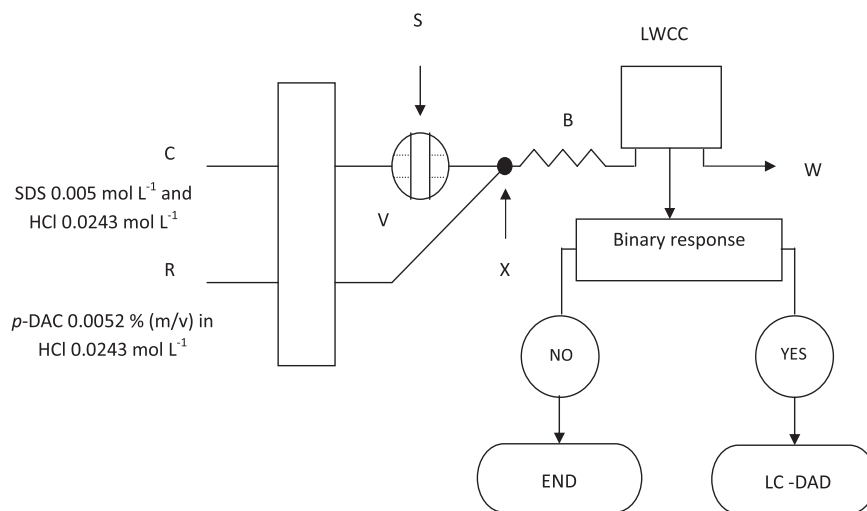 S
LWCC
B
C
W
SDS 0.005 mol L⁻¹ and
HCl 0.0243 mol L⁻¹
V
Binary response
R
X
p-DAC 0.0052 % (m/v) in
HCl 0.0243 mol L⁻¹
NO
YES
END
LC -DAD